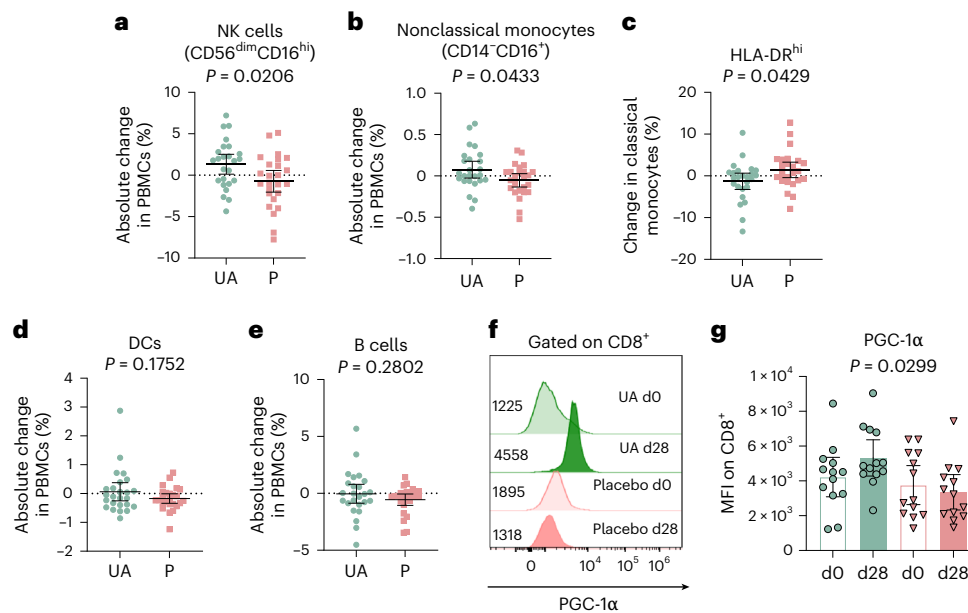 a
NK cells
(CD56dimCD16hi)
P = 0.0206
Absolute change
in PBMCs (%)
10
5
0
–5
–10
UA
P
b
Nonclassical monocytes
(CD14–CD16+)
P = 0.0433
Absolute change
in PBMCs (%)
1.0
0.5
0.0
–0.5
–1.0
UA
P
c
HLA-DRhi
P = 0.0429
Change in classical
monocytes (%)
20
10
0
–10
–20
UA
P
d
DCs
P = 0.1752
Absolute change
in PBMCs (%)
4
3
2
1
0
–1
–2
UA
P
e
B cells
P = 0.2802
Absolute change
in PBMCs (%)
10
5
0
–5
UA
P
f
Gated on CD8+
1225
UA d0
4558
UA d28
1895
Placebo d0
1318
Placebo d28
0
10⁴
10⁵
10⁶
PGC-1α
g
PGC-1α
P = 0.0299
MFI on CD8+
1 × 10⁴
8 × 10³
6 × 10³
4 × 10³
2 × 10³
0
d0
d28
d0
d28